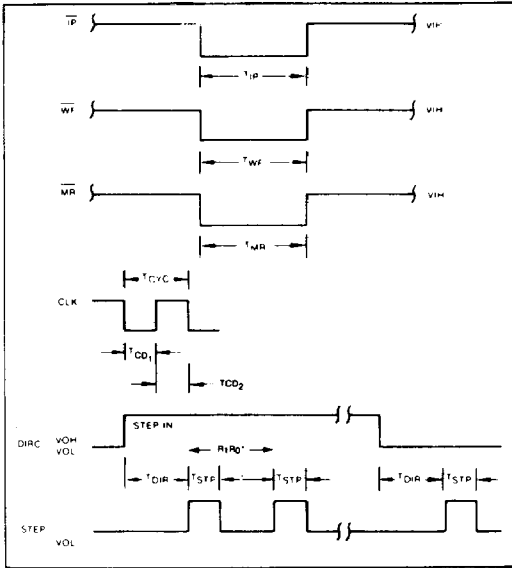 IP VIH
TIP
WF VIH
TWF
MR VIH
TMR
TCYC
CLK
TCD1
TCD2
STEP IN
DIRC VOH
VOL
R1R0*
TDIR TSTP TSTP TDIR TSTP
STEP VOL